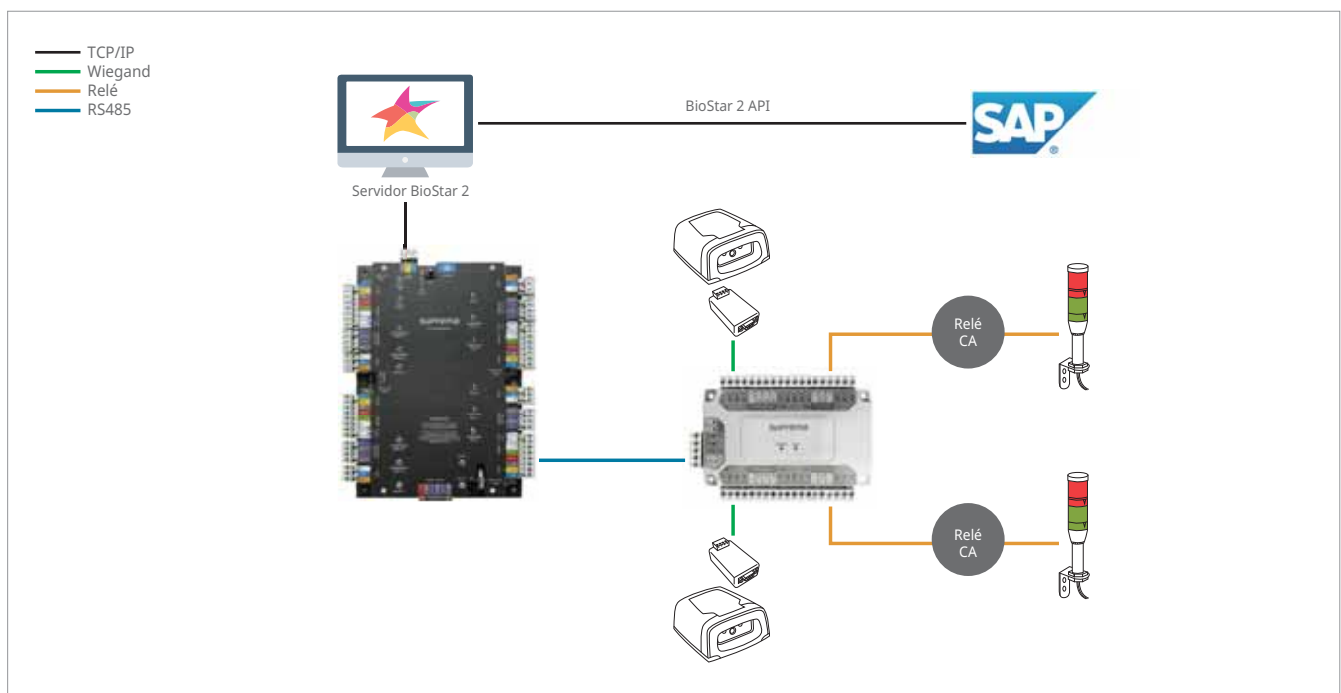 TCP/IP
Wiegand
Relé
RS485
BioStar 2 API
SAP
®
Servidor BioStar 2
suprema
Relé
CA
suprema
Relé
CA